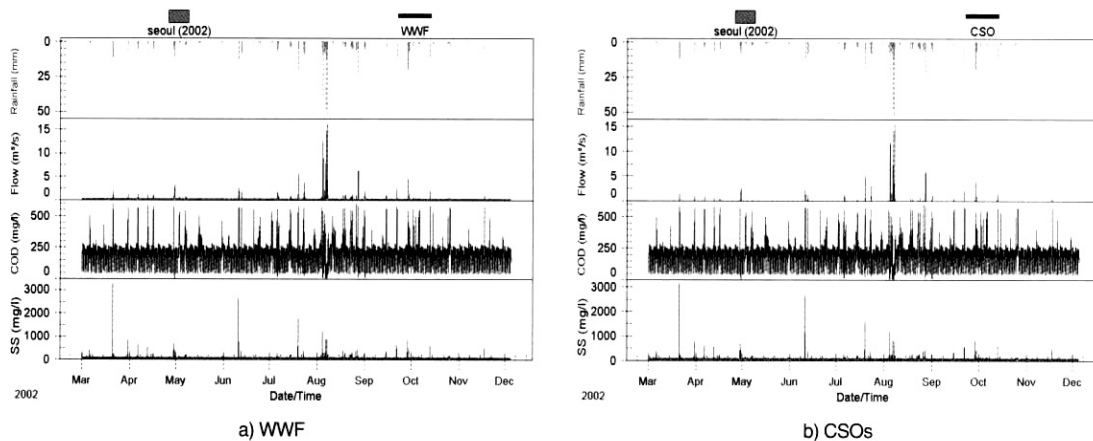 seoul (2002)
WWF
0
25
50
Rainfall (mm)
15
10
5
0
Flow (m³/s)
500
250
0
COD (mg/l)
3000
2000
1000
0
SS (mg/l)
Mar Apr May Jun Jul Aug Sep Oct Nov Dec
2002
Date/Time
a) WWF
seoul (2002)
CSO
0
25
50
Rainfall (mm)
15
10
5
0
Flow (m³/s)
500
250
0
COD (mg/l)
3000
2000
1000
0
SS (mg/l)
Mar Apr May Jun Jul Aug Sep Oct Nov Dec
2002
Date/Time
b) CSOs